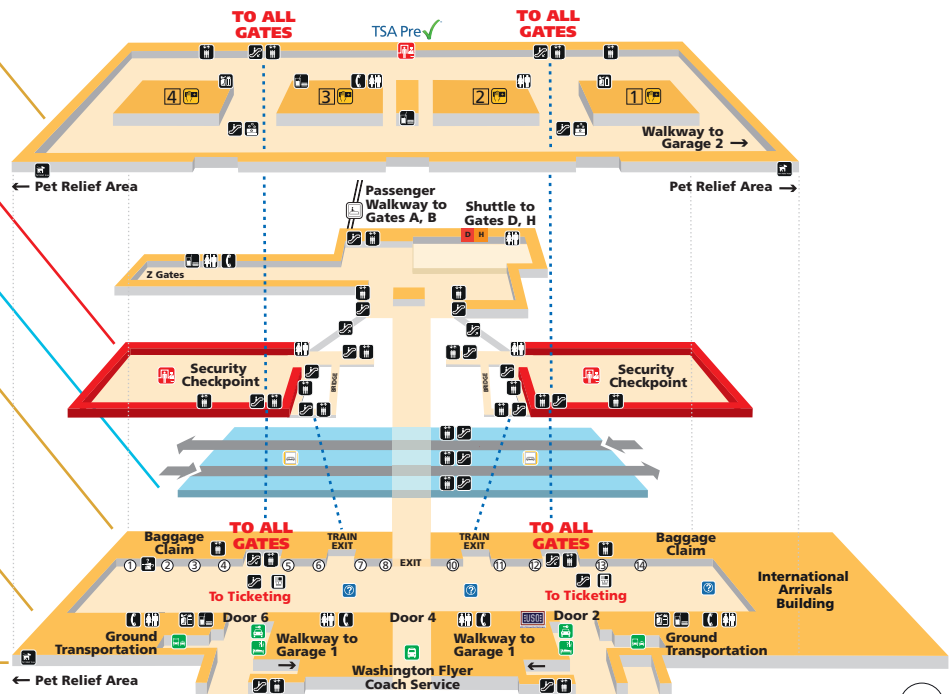 TO ALL
GATES
TSA Pre
TO ALL
GATES
4
3
2
1
Walkway to
Garage 2
Pet Relief Area
Pet Relief Area
Passenger
Walkway to
Gates A, B
Shuttle to
Gates D, H
D H
Z Gates
Security
Checkpoint
BRIDGE
BRIDGE
Security
Checkpoint
TO ALL
GATES
TRAIN
EXIT
TRAIN
EXIT
TO ALL
GATES
Baggage
Claim
Baggage
Claim
1 2 3 4 5 6 7 8 EXIT 10 11 12 13 14
To Ticketing
To Ticketing
? ? ?
International
Arrivals
Building
Door 6
Door 4
Door 2
USO
Ground
Transportation
Walkway to
Garage 1
Walkway to
Garage 1
Ground
Transportation
Washington Flyer
Coach Service
Pet Relief Area